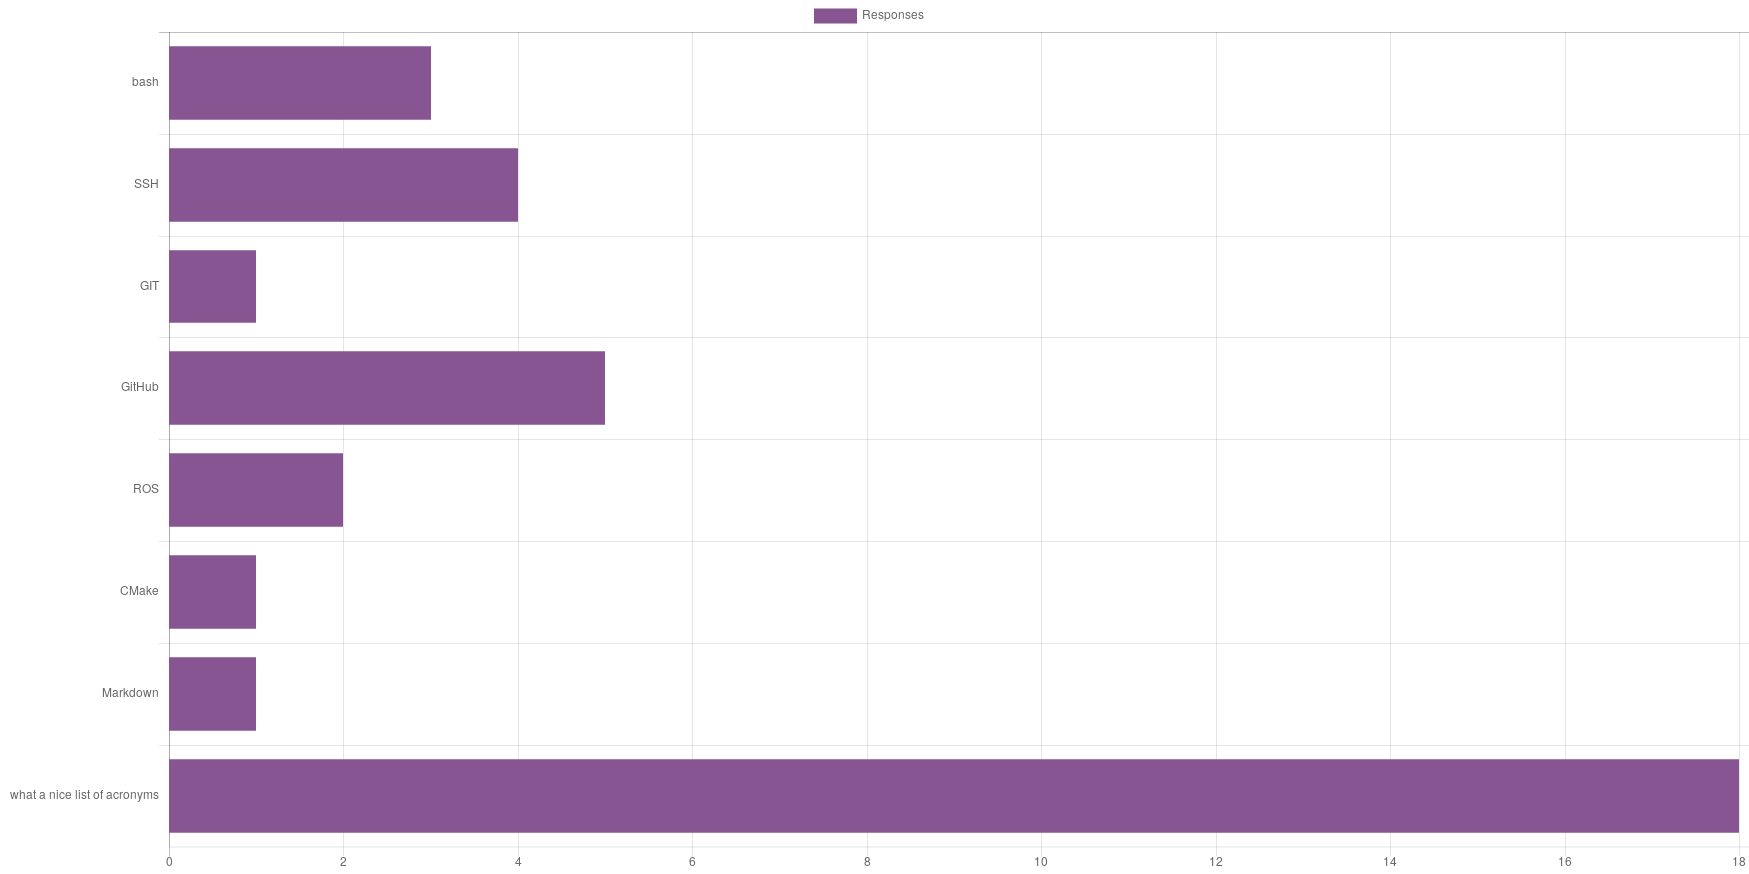 Responses
bash
SSH
GIT
GitHub
ROS
CMake
Markdown
what a nice list of acronyms
0 2 4 6 8 10 12 14 16 18